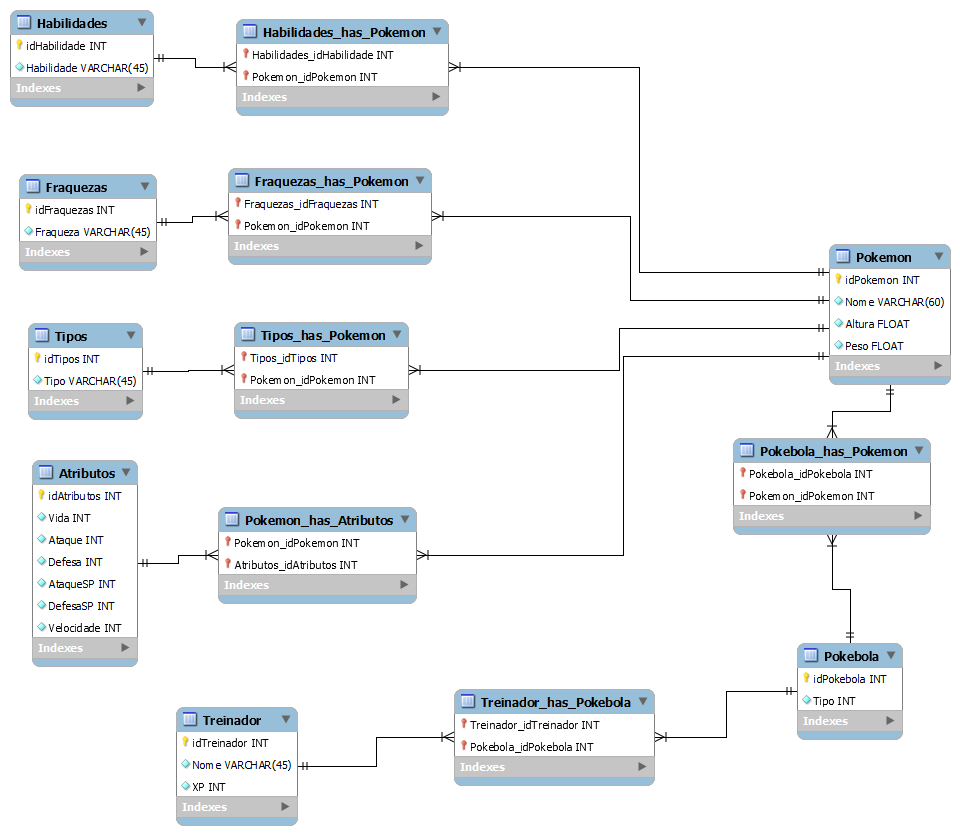 Habilidades
idHabilidade INT
Habilidade VARCHAR(45)
Indexes
Habilidades_has_Pokemon
Habilidades_idHabilidade INT
Pokemon_idPokemon INT
Indexes
Fraquezas
idFraquezas INT
Fraqueza VARCHAR(45)
Indexes
Fraquezas_has_Pokemon
Fraquezas_idFraquezas INT
Pokemon_idPokemon INT
Indexes
Pokemon
idPokemon INT
Nome VARCHAR(60)
Altura FLOAT
Peso FLOAT
Indexes
Tipos
idTipos INT
Tipo VARCHAR(45)
Indexes
Tipos_has_Pokemon
Tipos_idTipos INT
Pokemon_idPokemon INT
Indexes
Pokebola_has_Pokemon
Pokebola_idPokebola INT
Pokemon_idPokemon INT
Indexes
Atributos
idAtributos INT
Vida INT
Ataque INT
Defesa INT
AtaqueSP INT
DefesaSP INT
Velocidade INT
Indexes
Pokemon_has_Atributos
Pokemon_idPokemon INT
Atributos_idAtributos INT
Indexes
Pokebola
idPokebola INT
Tipo INT
Indexes
Treinador_has_Pokebola
Treinador_idTreinador INT
Pokebola_idPokebola INT
Indexes
Treinador
idTreinador INT
Nome VARCHAR(45)
XP INT
Indexes